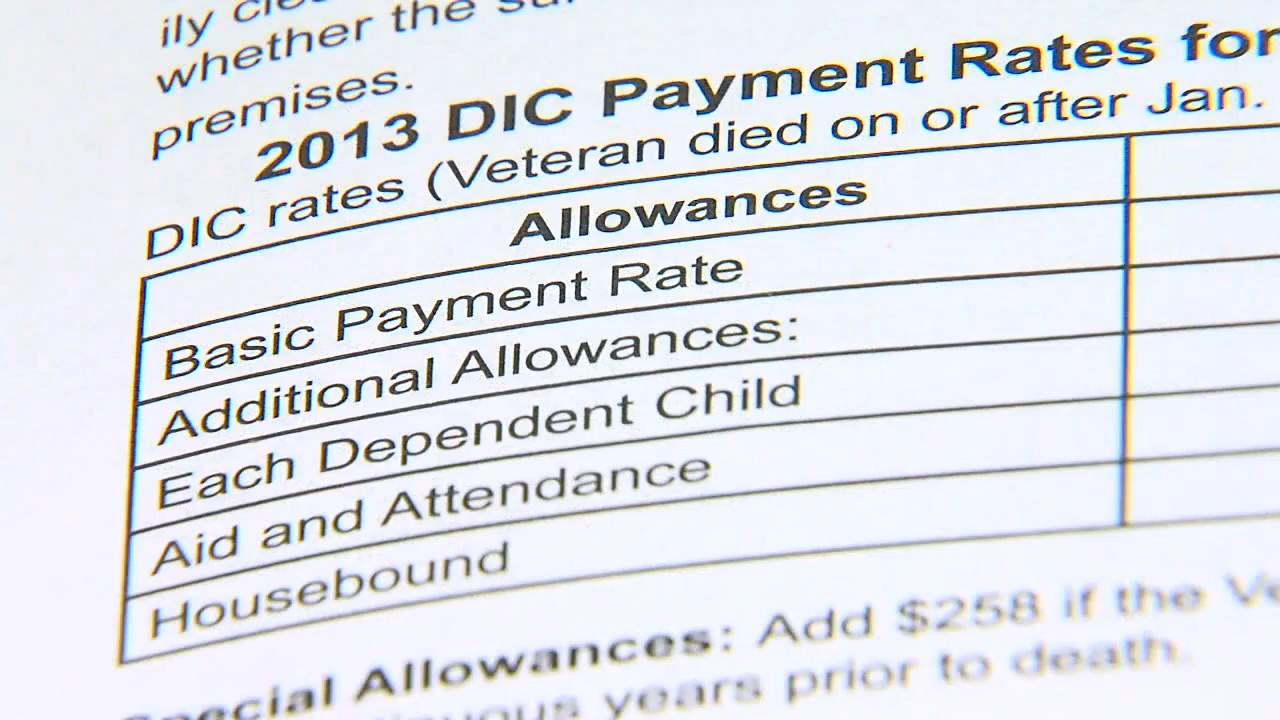 ily
whether the
premises.
2013 DIC Payment Rates for
DIC rates (Veteran died on or after Jan.
Allowances
Basic Payment Rate
Additional Allowances:
Each Dependent Child
Aid and Attendance
Housebound
Special Allowances: Add $258 if the
years prior to death.